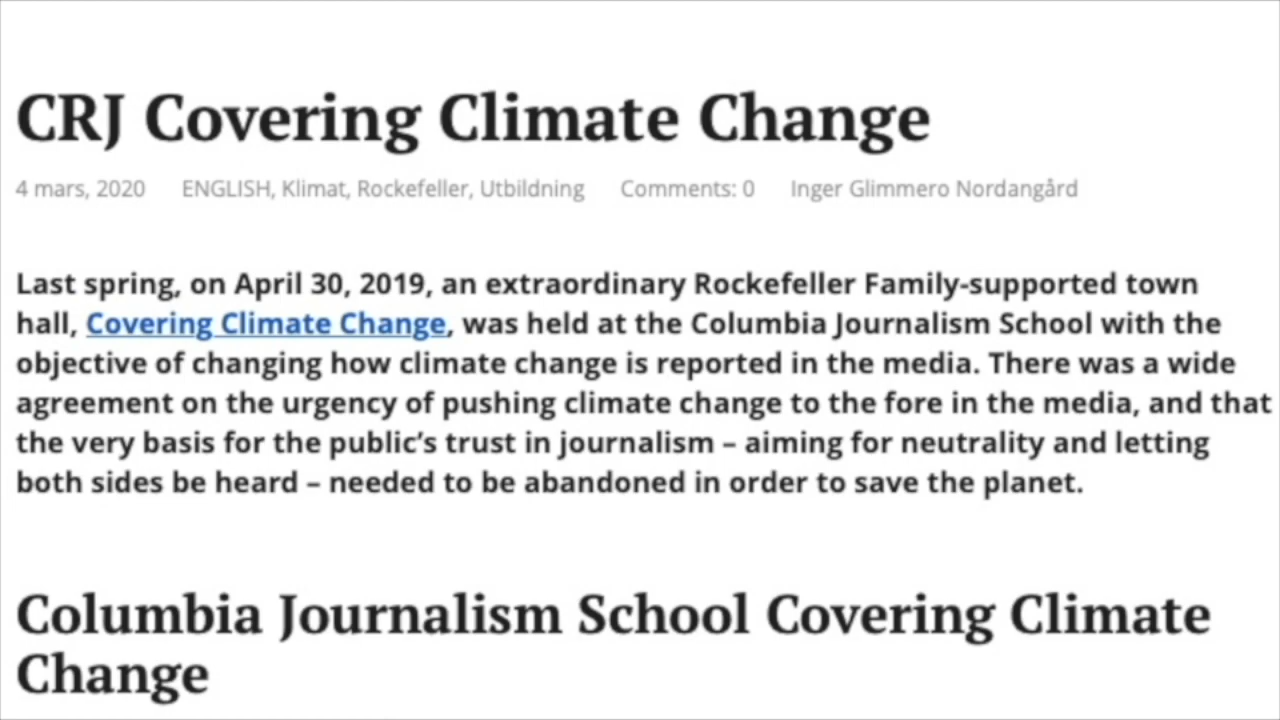 CRJ Covering Climate Change
4 mars, 2020 ENGLISH, Klimat, Rockefeller, Utbildning Comments: 0 Inger Glimmero Nordangård
Last spring, on April 30, 2019, an extraordinary Rockefeller Family-supported town
hall, Covering Climate Change, was held at the Columbia Journalism School with the
objective of changing how climate change is reported in the media. There was a wide
agreement on the urgency of pushing climate change to the fore in the media, and that
the very basis for the public’s trust in journalism – aiming for neutrality and letting
both sides be heard – needed to be abandoned in order to save the planet.
Columbia Journalism School Covering Climate
Change